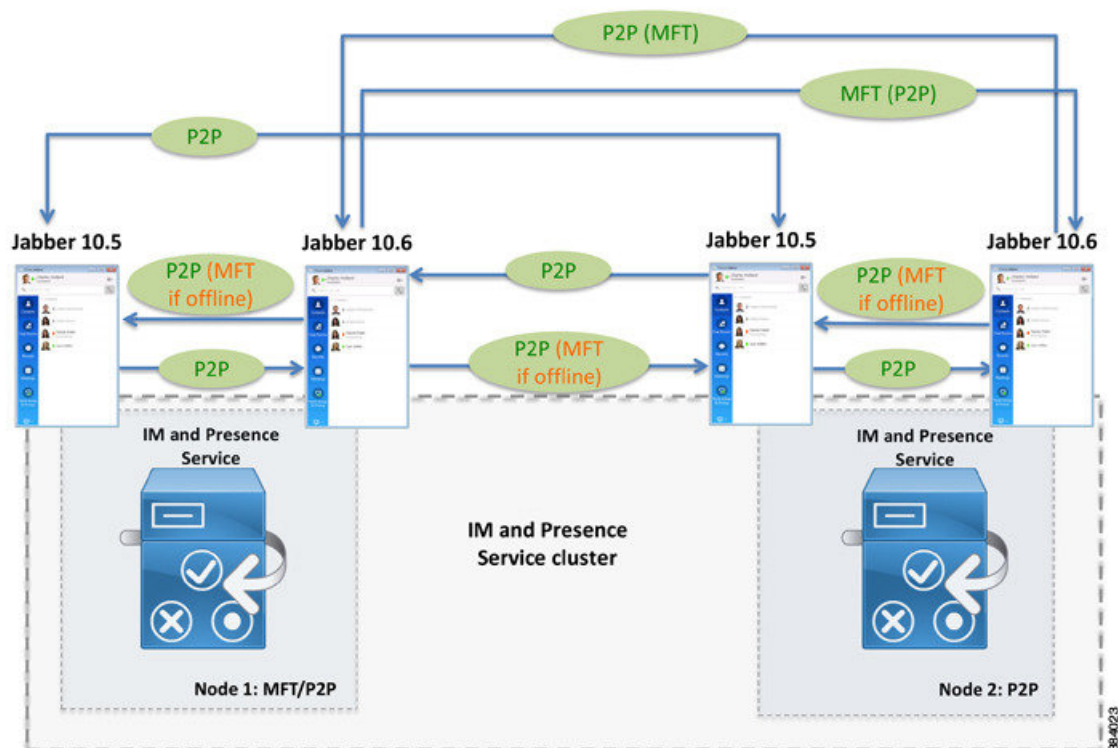 P2P (MFT)
MFT (P2P)
P2P
Jabber 10.5
Jabber 10.6
Jabber 10.5
Jabber 10.6
P2P (MFT
if offline)
P2P
P2P (MFT
if offline)
P2P
P2P (MFT
if offline)
P2P
IM and Presence
Service
IM and Presence
Service
IM and Presence
Service cluster
Node 1: MFT/P2P
Node 2: P2P